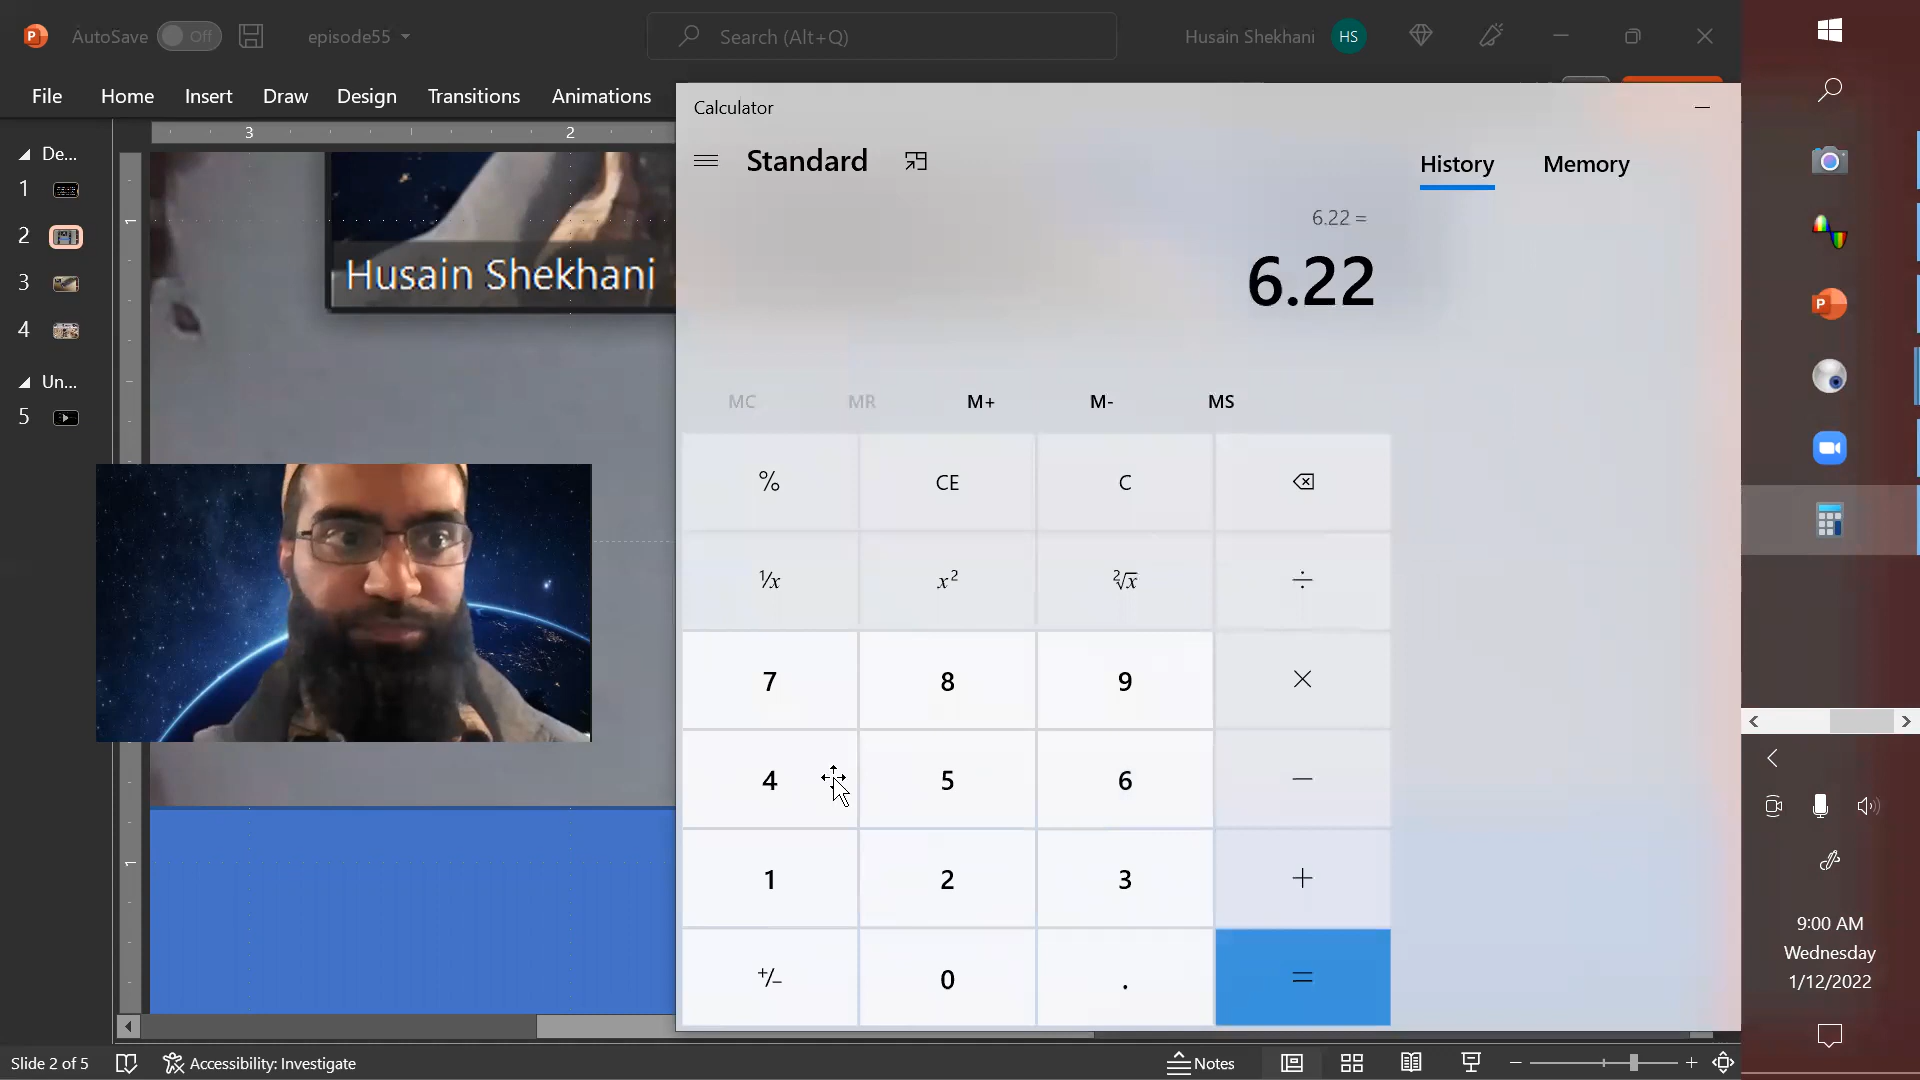 P AutoSave Off episode55 Search (Alt+Q) Husain Shekhani HS
File Home Insert Draw Design Transitions Animations
Calculator
Standard
History Memory
6.22 =
6.22
MC MR M+ M- MS
% CE C
¹/x x² ²√x ÷
7 8 9 ×
4 5 6 −
1 2 3 +
+/− 0 . =
3 2
1
1
De...
1
2
3
4
Un...
5
Husain Shekhani
P
9:00 AM
Wednesday
1/12/2022
Slide 2 of 5 Accessibility: Investigate Notes